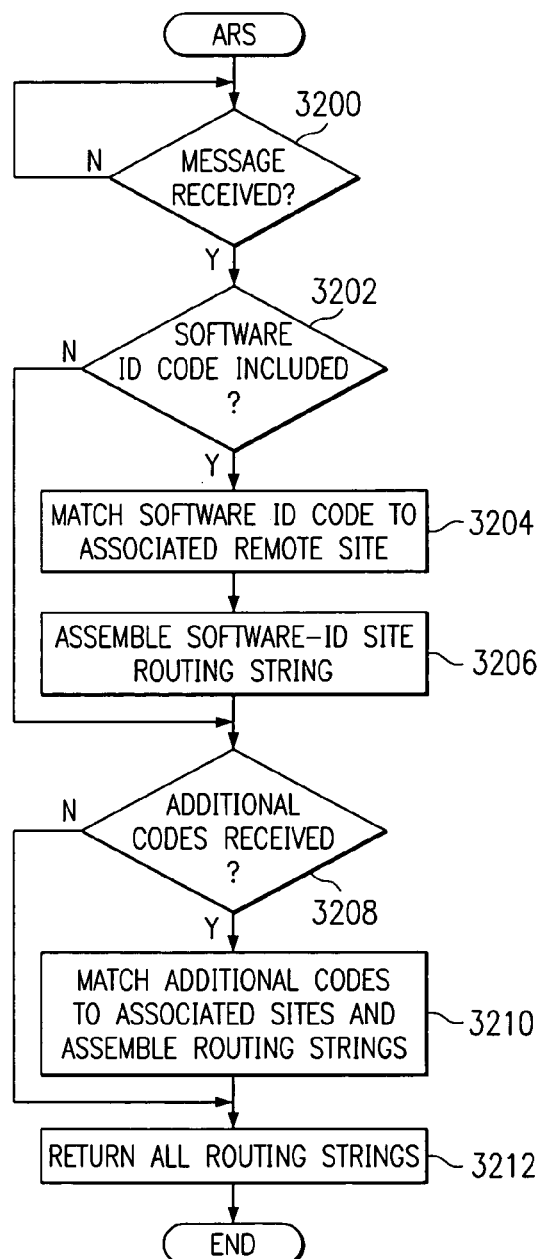 ARS
3200
N
MESSAGE
RECEIVED?
Y
3202
N
SOFTWARE
ID CODE INCLUDED
?
Y
MATCH SOFTWARE ID CODE TO
ASSOCIATED REMOTE SITE
3204
ASSEMBLE SOFTWARE-ID SITE
ROUTING STRING
3206
N
ADDITIONAL
CODES RECEIVED
?
3208
Y
MATCH ADDITIONAL CODES
TO ASSOCIATED SITES AND
ASSEMBLE ROUTING STRINGS
3210
RETURN ALL ROUTING STRINGS
3212
END